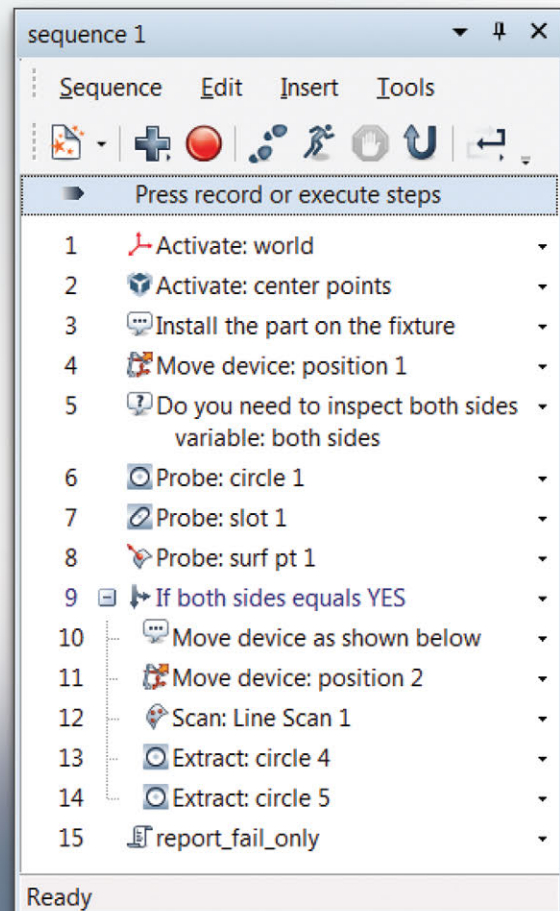 sequence 1
Sequence Edit Insert Tools
Press record or execute steps
1 Activate: world
2 Activate: center points
3 Install the part on the fixture
4 Move device: position 1
5 Do you need to inspect both sides
variable: both sides
6 Probe: circle 1
7 Probe: slot 1
8 Probe: surf pt 1
9 If both sides equals YES
10 Move device as shown below
11 Move device: position 2
12 Scan: Line Scan 1
13 Extract: circle 4
14 Extract: circle 5
15 report_fail_only
Ready